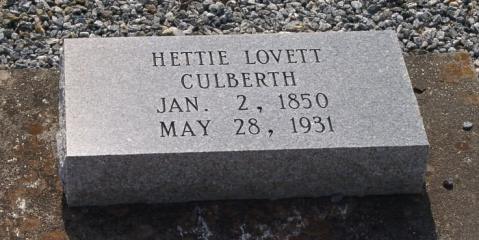 HETTIE LOVETT
CULBERTH
JAN. 2, 1850
MAY 28, 1931